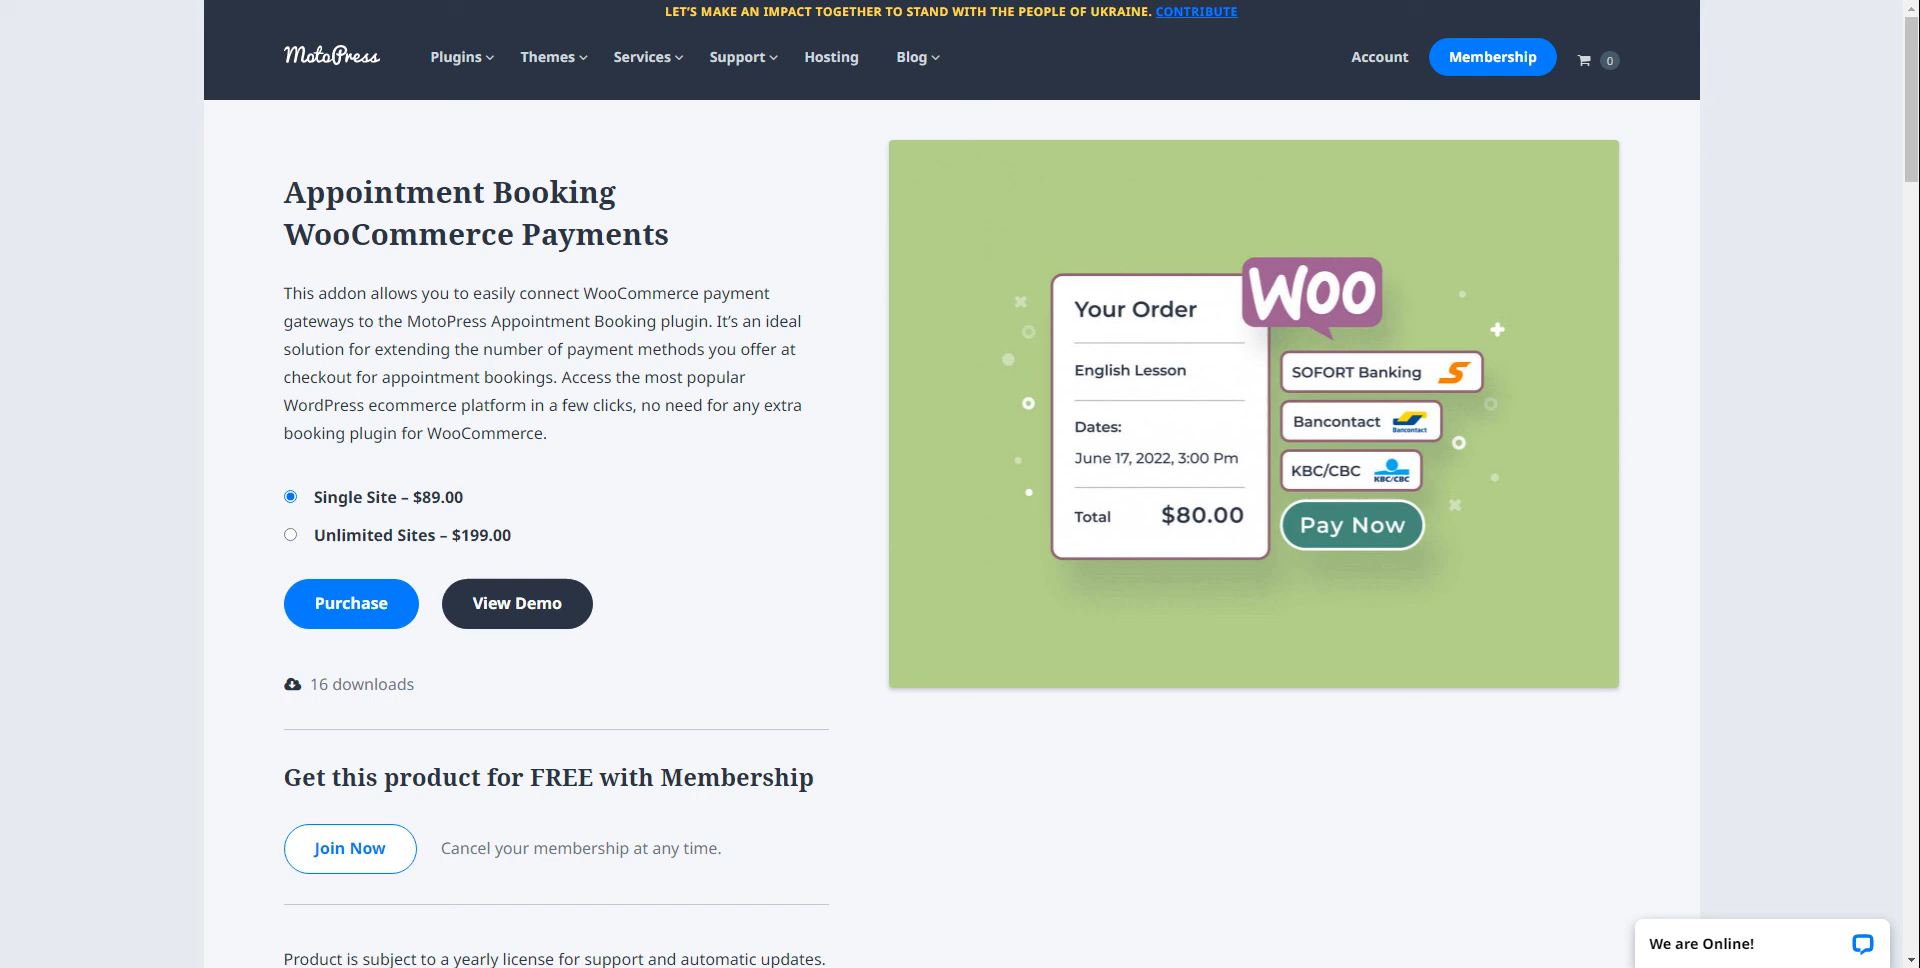 LET'S MAKE AN IMPACT TOGETHER TO STAND WITH THE PEOPLE OF UKRAINE. CONTRIBUTE
MotoPress
Plugins
Themes
Services
Support
Hosting
Blog
Account
Membership
0
Appointment Booking
WooCommerce Payments
This addon allows you to easily connect WooCommerce payment
gateways to the MotoPress Appointment Booking plugin. It's an ideal
solution for extending the number of payment methods you offer at
checkout for appointment bookings. Access the most popular
WordPress ecommerce platform in a few clicks, no need for any extra
booking plugin for WooCommerce.
Single Site – $89.00
Unlimited Sites – $199.00
Purchase
View Demo
16 downloads
Get this product for FREE with Membership
Join Now
Cancel your membership at any time.
Product is subject to a yearly license for support and automatic updates.
WOO
Your Order
English Lesson
Dates:
June 17, 2022, 3:00 Pm
Total $80.00
SOFORT Banking
Bancontact
Bancontact
KBC/CBC
KBC/CBC
Pay Now
We are Online!